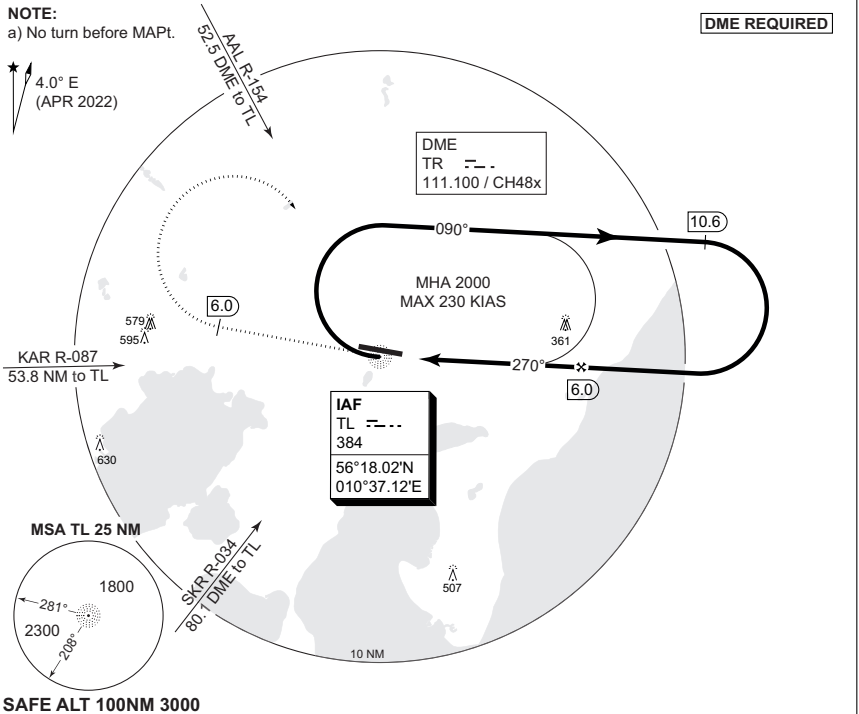 NOTE:
a) No turn before MAPt.
DME REQUIRED
4.0° E
(APR 2022)
AAL R-154
52.5 DME to TL
DME
TR
111.100 / CH48x
090°
10.6
MHA 2000
MAX 230 KIAS
6.0
579
595
361
KAR R-087
53.8 NM to TL
270°
6.0
IAF
TL
384
56°18.02'N
010°37.12'E
630
MSA TL 25 NM
1800
281°
2300
208°
SKR R-034
80.1 DME to TL
507
10 NM
SAFE ALT 100NM 3000